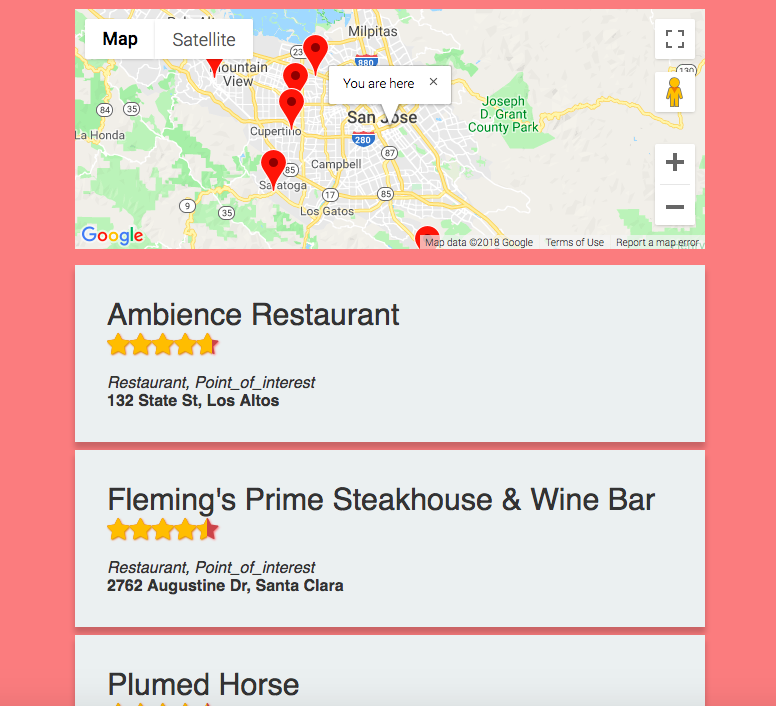 Map Satellite
Milpitas
880
Mountain
View
You are here ×
84 35
San Jose
Joseph
D. Grant
County Park
La Honda
Cupertino
280
87
85
Campbell
Saratoga
17
85
9
35
Los Gatos
Google
Map data ©2018 Google Terms of Use Report a map error
Ambience Restaurant
Restaurant, Point_of_interest
132 State St, Los Altos
Fleming's Prime Steakhouse & Wine Bar
Restaurant, Point_of_interest
2762 Augustine Dr, Santa Clara
Plumed Horse